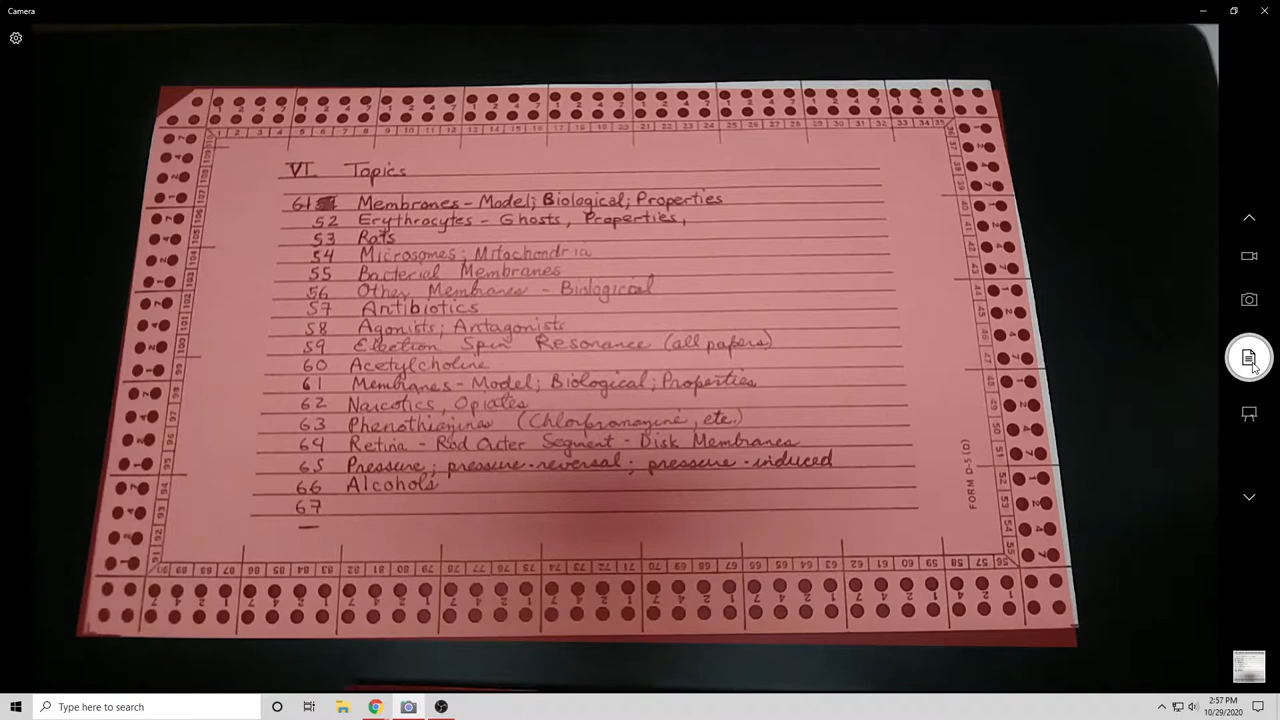 Camera
VI Topics
61 Membranes - Model; Biological; Properties
52 Erythrocytes - Ghosts, Properties,
53 Rats
54 Microsomes; Mitochondria
55 Bacterial Membranes
56 Other Membranes - Biological
57 Antibiotics
58 Agonists; Antagonists
59 Electron Spin Resonance (all papers)
60 Acetylcholine
61 Membranes - Model; Biological; Properties
62 Narcotics, Opiates
63 Phenothiazines (Chlorpromazine, etc.)
64 Retina - Rod Outer Segment - Disk Membranes
65 Pressure; pressure-reversal; pressure-induced
66 Alcohols
67
FORM D-5 (D)
Type here to search
2:57 PM
10/29/2020